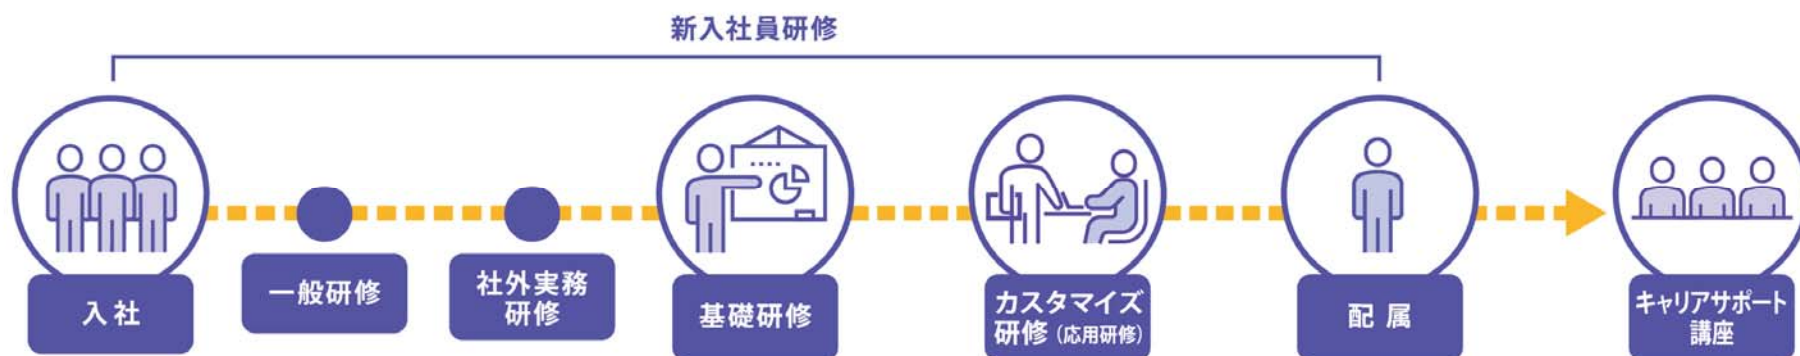 新入社員研修
入社
一般研修
社外実務
研修
基礎研修
カスタマイズ
研修（応用研修）
配属
キャリアサポート
講座